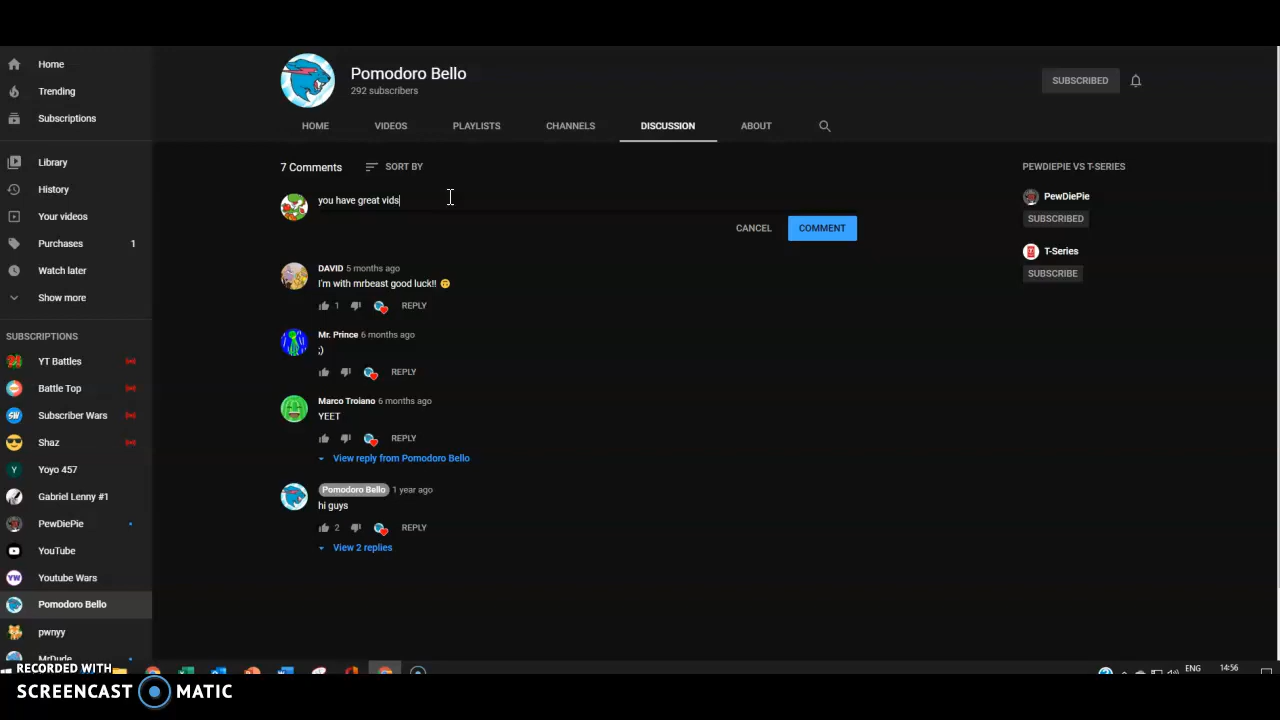 Home
Trending
Subscriptions
Library
History
Your videos
Purchases 1
Watch later
Show more
SUBSCRIPTIONS
YT Battles
Battle Top
Subscriber Wars
Shaz
Yoyo 457
Gabriel Lenny #1
PewDiePie
YouTube
Youtube Wars
Pomodoro Bello
pwnyy
MrDude
Pomodoro Bello
292 subscribers
SUBSCRIBED
HOME VIDEOS PLAYLISTS CHANNELS DISCUSSION ABOUT
7 Comments SORT BY
you have great vids
CANCEL COMMENT
DAVID 5 months ago
I'm with mrbeast good luck!! 🙃
1 REPLY
Mr. Prince 6 months ago
;)
REPLY
Marco Troiano 6 months ago
YEET
REPLY
View reply from Pomodoro Bello
Pomodoro Bello 1 year ago
hi guys
2 REPLY
View 2 replies
PEWDIEPIE VS T-SERIES
PewDiePie
SUBSCRIBED
T-Series
SUBSCRIBE
ENG 14:56
RECORDED WITH
SCREENCAST MATIC